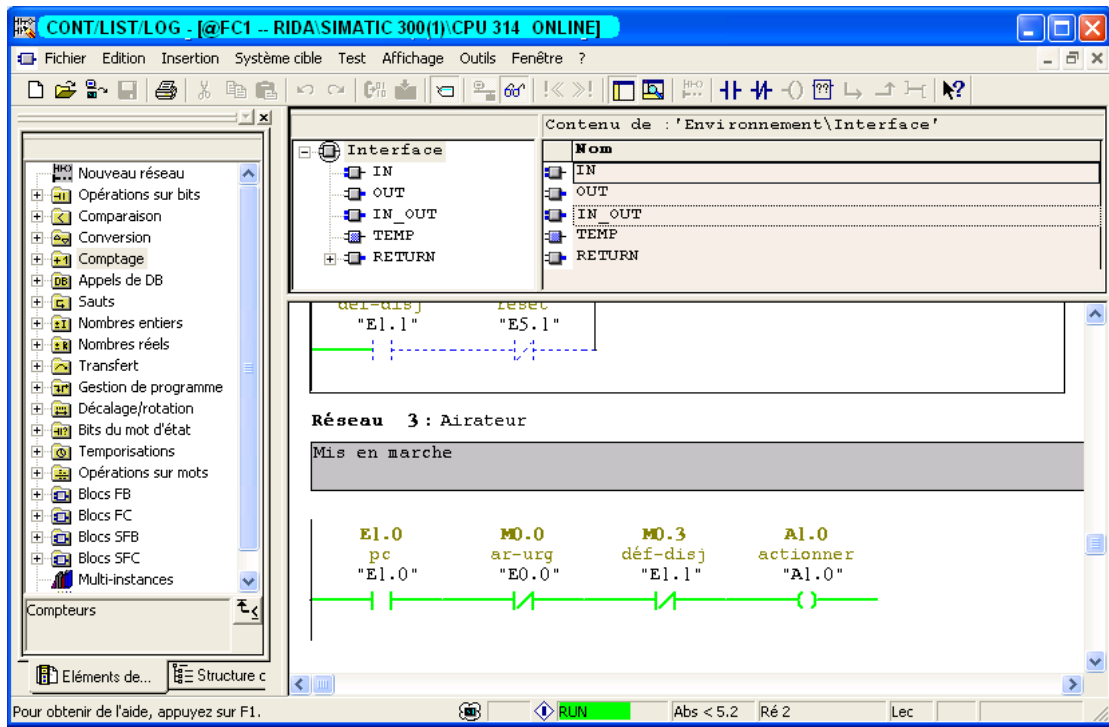 CONT/LIST/LOG - [@FC1 -- RIDA\SIMATIC 300(1)\CPU 314 ONLINE]
Fichier Edition Insertion Système cible Test Affichage Outils Fenêtre ?
Contenu de :'Environnement\Interface'
Interface
IN
OUT
IN_OUT
TEMP
RETURN
Nom
IN
OUT
IN_OUT
TEMP
RETURN
Nouveau réseau
Opérations sur bits
Comparaison
Conversion
Comptage
Appels de DB
Sauts
Nombres entiers
Nombres réels
Transfert
Gestion de programme
Décalage/rotation
Bits du mot d'état
Temporisations
Opérations sur mots
Blocs FB
Blocs FC
Blocs SFB
Blocs SFC
Multi-instances
Compteurs
Eléments de... Structure c
déf-disj reset
"E1.1" "E5.1"
Réseau 3 : Airateur
Mis en marche
E1.0 M0.0 M0.3 A1.0
pc ar-urg déf-disj actionner
"E1.0" "E0.0" "E1.1" "A1.0"
Pour obtenir de l'aide, appuyez sur F1. RUN Abs < 5.2 Ré 2 Lec